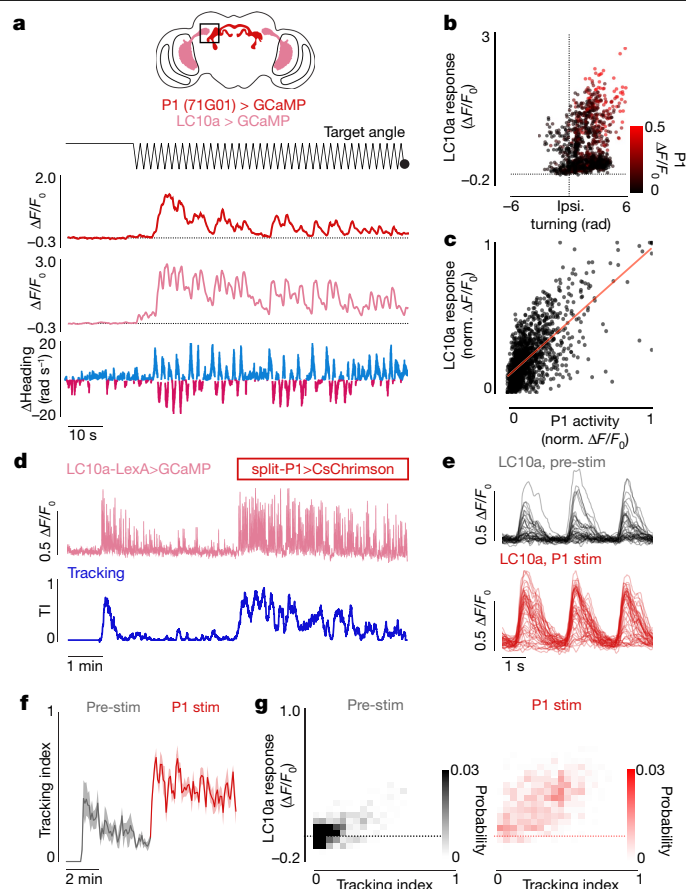 a
P1 (71G01) > GCaMP
LC10a > GCaMP
Target angle
2.0
ΔF/F0
−0.3
3.0
ΔF/F0
−0.3
20
ΔHeading
(rad s−1)
−20
10 s
b
3
LC10a response
(ΔF/F0)
−0.2
−6
Ipsi.
6
turning (rad)
0.5
0
P1
ΔF/F0
c
1
LC10a response
(norm. ΔF/F0)
0
0
1
P1 activity
(norm. ΔF/F0)
d
LC10a-LexA>GCaMP
split-P1>CsChrimson
0.5 ΔF/F0
Tracking
1
TI
0
1 min
e
LC10a, pre-stim
0.5 ΔF/F0
LC10a, P1 stim
0.5 ΔF/F0
1 s
f
Pre-stim
P1 stim
1
Tracking index
0
2 min
g
Pre-stim
P1 stim
1.0
LC10a response
(ΔF/F0)
−0.2
0
1
Tracking index
0.03
Probability
0
0
1
Tracking index
0.03
Probability
0